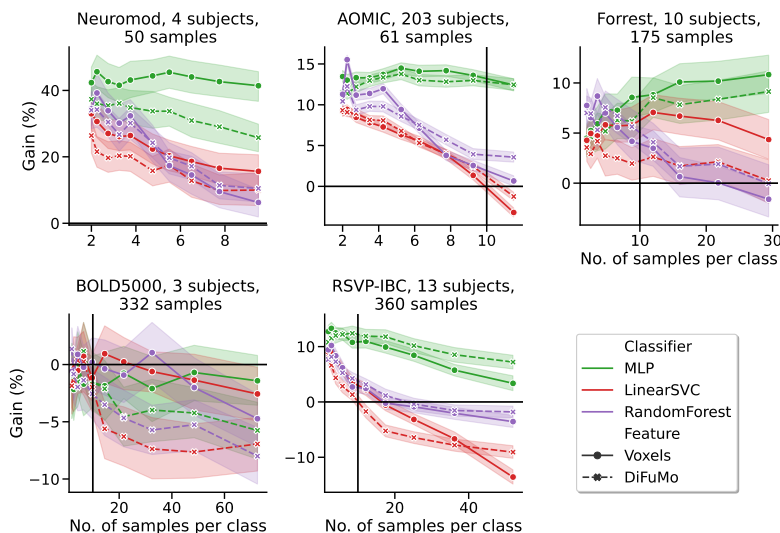 Neuromod, 4 subjects,
50 samples
AOMIC, 203 subjects,
61 samples
Forrest, 10 subjects,
175 samples
Gain (%)
40
20
0
2 4 6 8
15
10
5
0
2 4 6 8 10
10
5
0
10 20 30
No. of samples per class
BOLD5000, 3 subjects,
332 samples
RSVP-IBC, 13 subjects,
360 samples
Gain (%)
0
−5
−10
20 40 60
No. of samples per class
10
0
−10
20 40
No. of samples per class
Classifier
MLP
LinearSVC
RandomForest
Feature
Voxels
DiFuMo